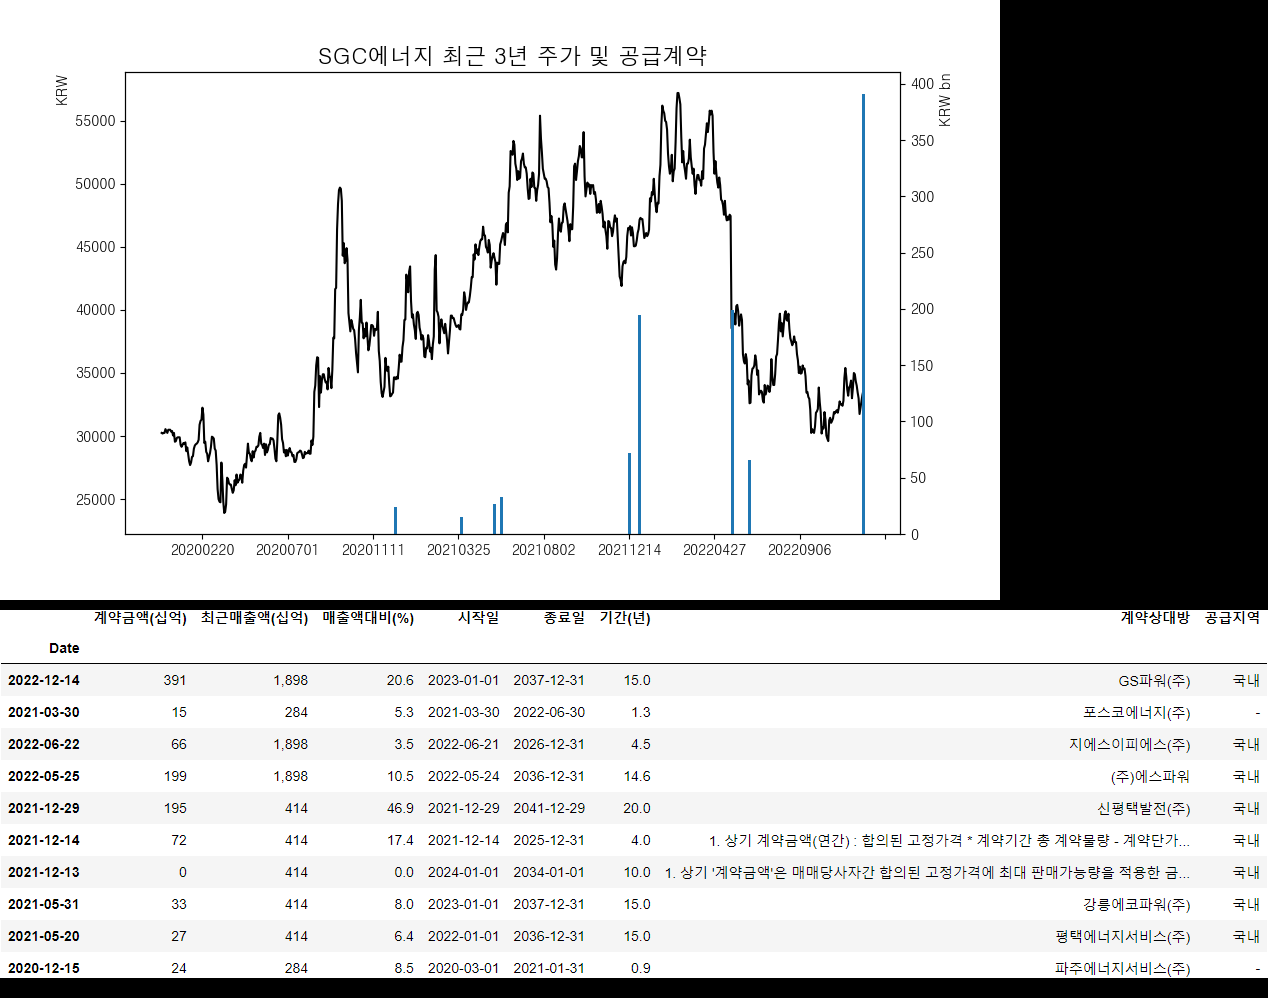 SGC에너지 최근 3년 주가 및 공급계약
KRW
KRW bn
55000
50000
45000
40000
35000
30000
25000
400
350
300
250
200
150
100
50
0
20200220 20200701 20201111 20210325 20210802 20211214 20220427 20220906
계약금액(십억) 최근매출액(십억) 매출액대비(%) 시작일 종료일 기간(년) 계약상대방 공급지역
Date
2022-12-14 391 1,898 20.6 2023-01-01 2037-12-31 15.0 GS파워(주) 국내
2021-03-30 15 284 5.3 2021-03-30 2022-06-30 1.3 포스코에너지(주) -
2022-06-22 66 1,898 3.5 2022-06-21 2026-12-31 4.5 지에스이피에스(주) 국내
2022-05-25 199 1,898 10.5 2022-05-24 2036-12-31 14.6 (주)에스파워 국내
2021-12-29 195 414 46.9 2021-12-29 2041-12-29 20.0 신평택발전(주) 국내
2021-12-14 72 414 17.4 2021-12-14 2025-12-31 4.0 1. 상기 계약금액(연간) : 합의된 고정가격 * 계약기간 총 계약물량 - 계약단가... 국내
2021-12-13 0 414 0.0 2024-01-01 2034-01-01 10.0 1. 상기 '계약금액'은 매매당사자간 합의된 고정가격에 최대 판매가능량을 적용한 금... 국내
2021-05-31 33 414 8.0 2023-01-01 2037-12-31 15.0 강릉에코파워(주) 국내
2021-05-20 27 414 6.4 2022-01-01 2036-12-31 15.0 평택에너지서비스(주) 국내
2020-12-15 24 284 8.5 2020-03-01 2021-01-31 0.9 파주에너지서비스(주) -